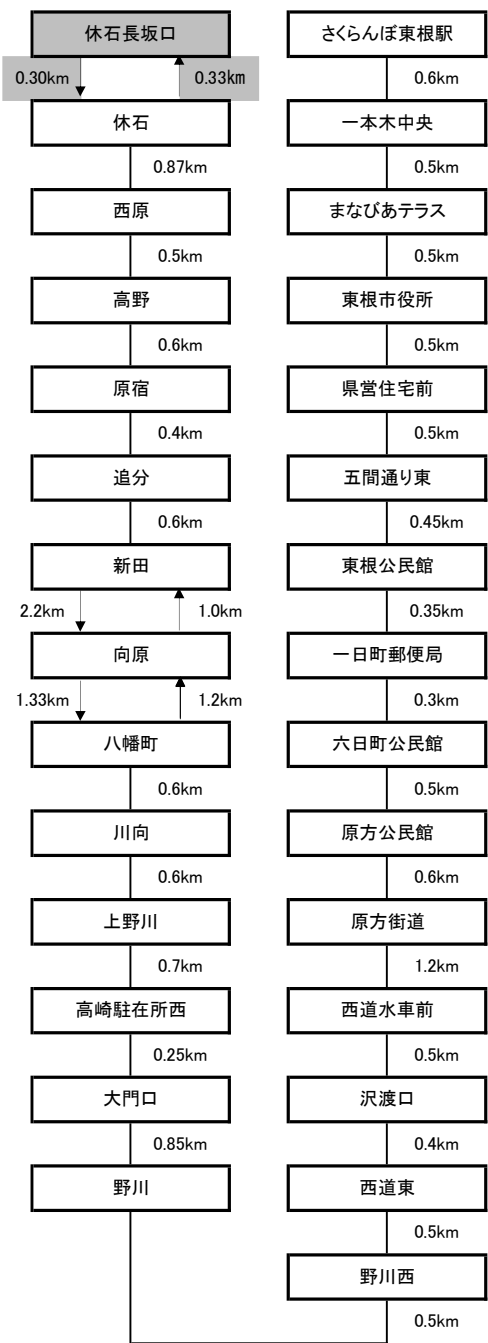 休石長坂口
0.30km
0.33km
休石
0.87km
西原
0.5km
高野
0.6km
原宿
0.4km
追分
0.6km
新田
2.2km
1.0km
向原
1.33km
1.2km
八幡町
0.6km
川向
0.6km
上野川
0.7km
高崎駐在所西
0.25km
大門口
0.85km
野川
さくらんぼ東根駅
0.6km
一本木中央
0.5km
まなびあテラス
0.5km
東根市役所
0.5km
県営住宅前
0.5km
五間通り東
0.45km
東根公民館
0.35km
一日町郵便局
0.3km
六日町公民館
0.5km
原方公民館
0.6km
原方街道
1.2km
西道水車前
0.5km
沢渡口
0.4km
西道東
0.5km
野川西
0.5km